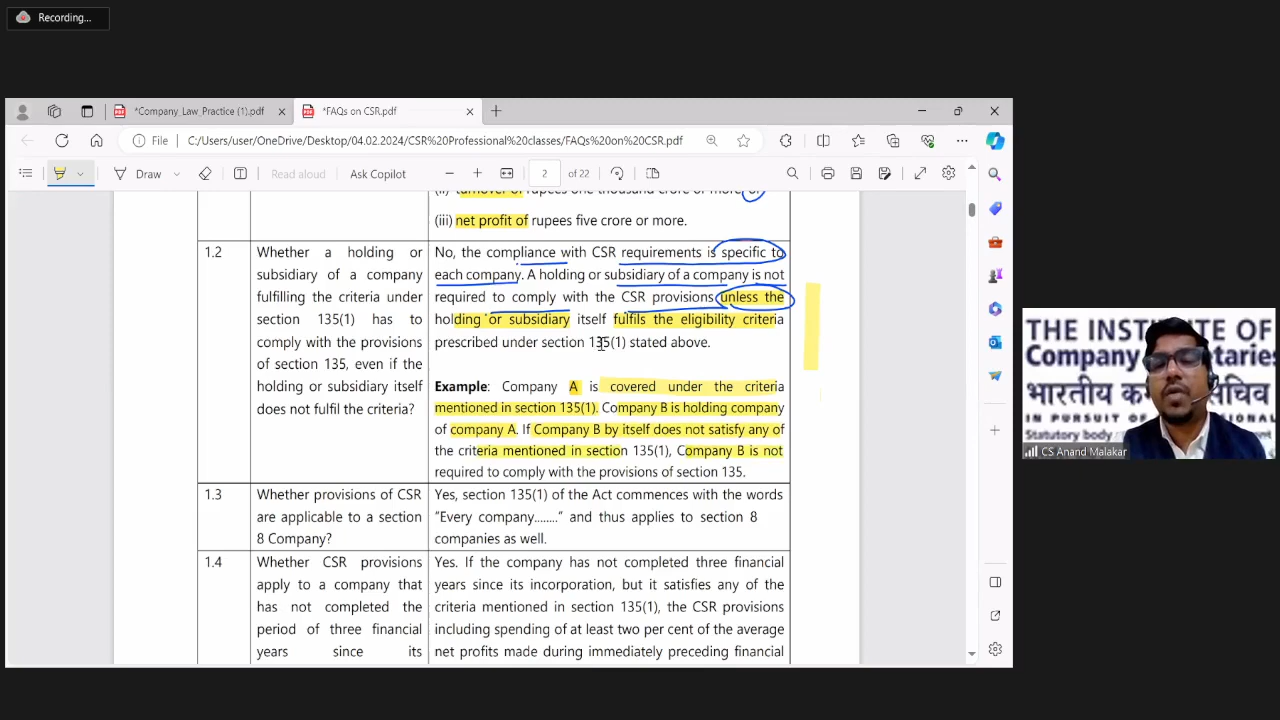 Recording...
*Company_Law_Practice (1).pdf
*FAQs on CSR.pdf
File
C:/Users/user/OneDrive/Desktop/04.02.2024/CSR%20Professional%20classes/FAQs%20on%20CSR.pdf
Draw
Read aloud
Ask Copilot
2
of 22
(ii) turnover of rupees one thousand crore or more or
(iii) net profit of rupees five crore or more.
1.2
Whether a holding or
subsidiary of a company
fulfilling the criteria under
section 135(1) has to
comply with the provisions
of section 135, even if the
holding or subsidiary itself
does not fulfil the criteria?
No, the compliance with CSR requirements is specific to
each company. A holding or subsidiary of a company is not
required to comply with the CSR provisions unless the
holding or subsidiary itself fulfils the eligibility criteria
prescribed under section 135(1) stated above.
Example: Company A is covered under the criteria
mentioned in section 135(1). Company B is holding company
of company A. If Company B by itself does not satisfy any of
the criteria mentioned in section 135(1), Company B is not
required to comply with the provisions of section 135.
1.3
Whether provisions of CSR
are applicable to a section
8 Company?
Yes, section 135(1) of the Act commences with the words
“Every company........” and thus applies to section 8
companies as well.
1.4
Whether CSR provisions
apply to a company that
has not completed the
period of three financial
years since its
Yes. If the company has not completed three financial
years since its incorporation, but it satisfies any of the
criteria mentioned in section 135(1), the CSR provisions
including spending of at least two per cent of the average
net profits made during immediately preceding financial
THE INSTITUTE OF
Company Secretaries
भारतीय सचिव
IN PURSUIT OF
Statutory body
CS Anand Malakar